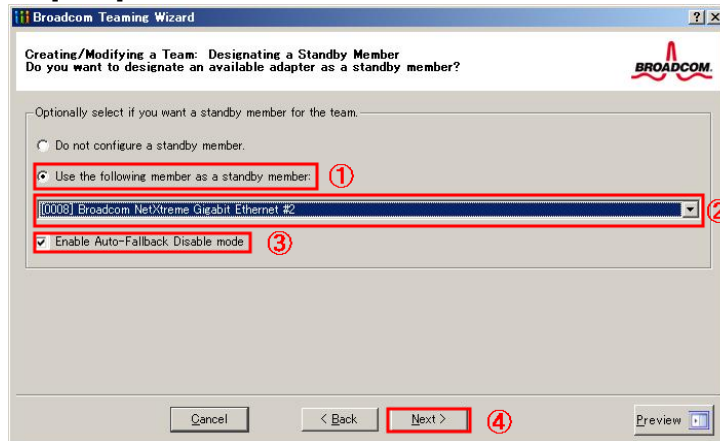 Broadcom Teaming Wizard
Creating/Modifying a Team: Designating a Standby Member
Do you want to designate an available adapter as a standby member?
BROADCOM.
Optionally select if you want a standby member for the team.
Do not configure a standby member.
Use the following member as a standby member: ①
[0008] Broadcom NetXtreme Gigabit Ethernet #2 ②
Enable Auto-Fallback Disable mode ③
Cancel < Back Next > ④ Preview